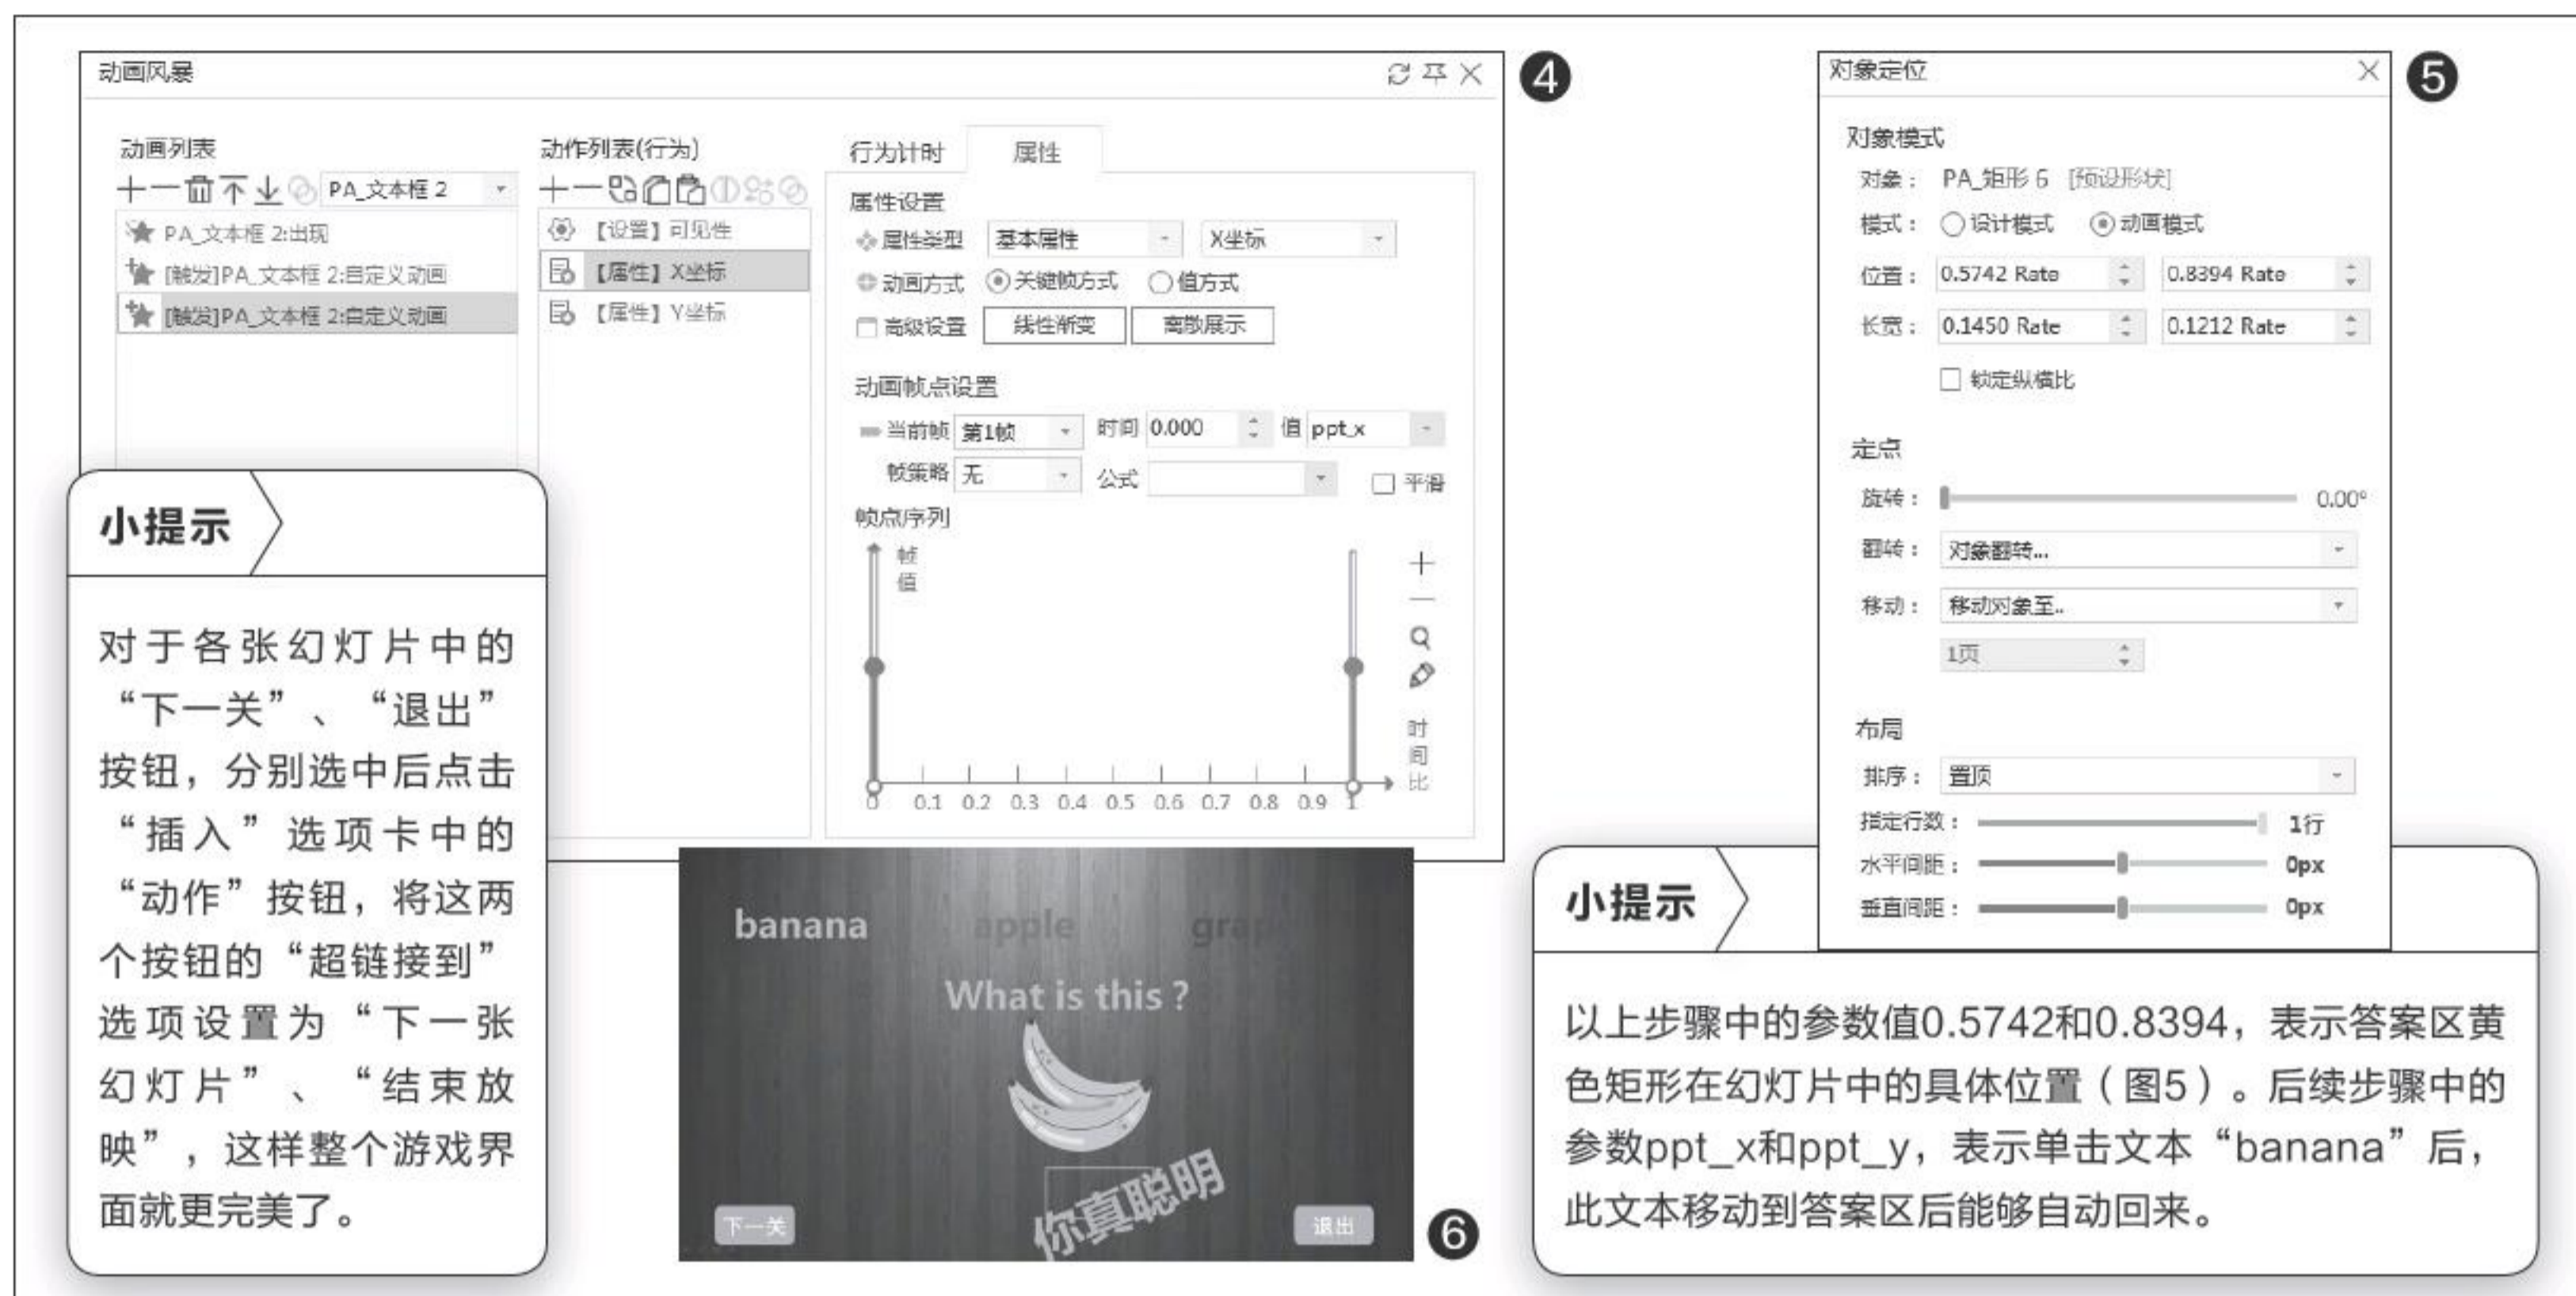 动画风暴
④
动画列表
PA_文本框 2
PA_文本框 2:出现
[触发]PA_文本框 2:自定义动画
[触发]PA_文本框 2:自定义动画
动作列表(行为)
【设置】可见性
【属性】X坐标
【属性】Y坐标
行为计时 属性
属性设置
属性类型 基本属性 X坐标
动画方式 关键帧方式 值方式
高级设置 线性渐变 离散展示
动画帧点设置
当前帧 第1帧 时间 0.000 值 ppt_x
帧策略 无 公式 平滑
帧点序列
帧
值
时
间
比
0 0.1 0.2 0.3 0.4 0.5 0.6 0.7 0.8 0.9 1
对象定位
⑤
对象模式
对象： PA_矩形 6 [预设形状]
模式： 设计模式 动画模式
位置： 0.5742 Rate 0.8394 Rate
长宽： 0.1450 Rate 0.1212 Rate
锁定纵横比
定点
旋转： 0.00°
翻转： 对象翻转...
移动： 移动对象至..
1页
布局
排序： 置顶
指定行数： 1行
水平间距： 0px
垂直间距： 0px
小提示
对于各张幻灯片中的
“下一关”、“退出”
按钮，分别选中后点击
“插入”选项卡中的
“动作”按钮，将这两
个按钮的“超链接到”
选项设置为“下一张
幻灯片”、“结束放
映”，这样整个游戏界
面就更完美了。
banana apple grap
What is this ?
你真聪明
下一关 退出
⑥
小提示
以上步骤中的参数值0.5742和0.8394，表示答案区黄
色矩形在幻灯片中的具体位置（图5）。后续步骤中的
参数ppt_x和ppt_y，表示单击文本“banana”后，
此文本移动到答案区后能够自动回来。